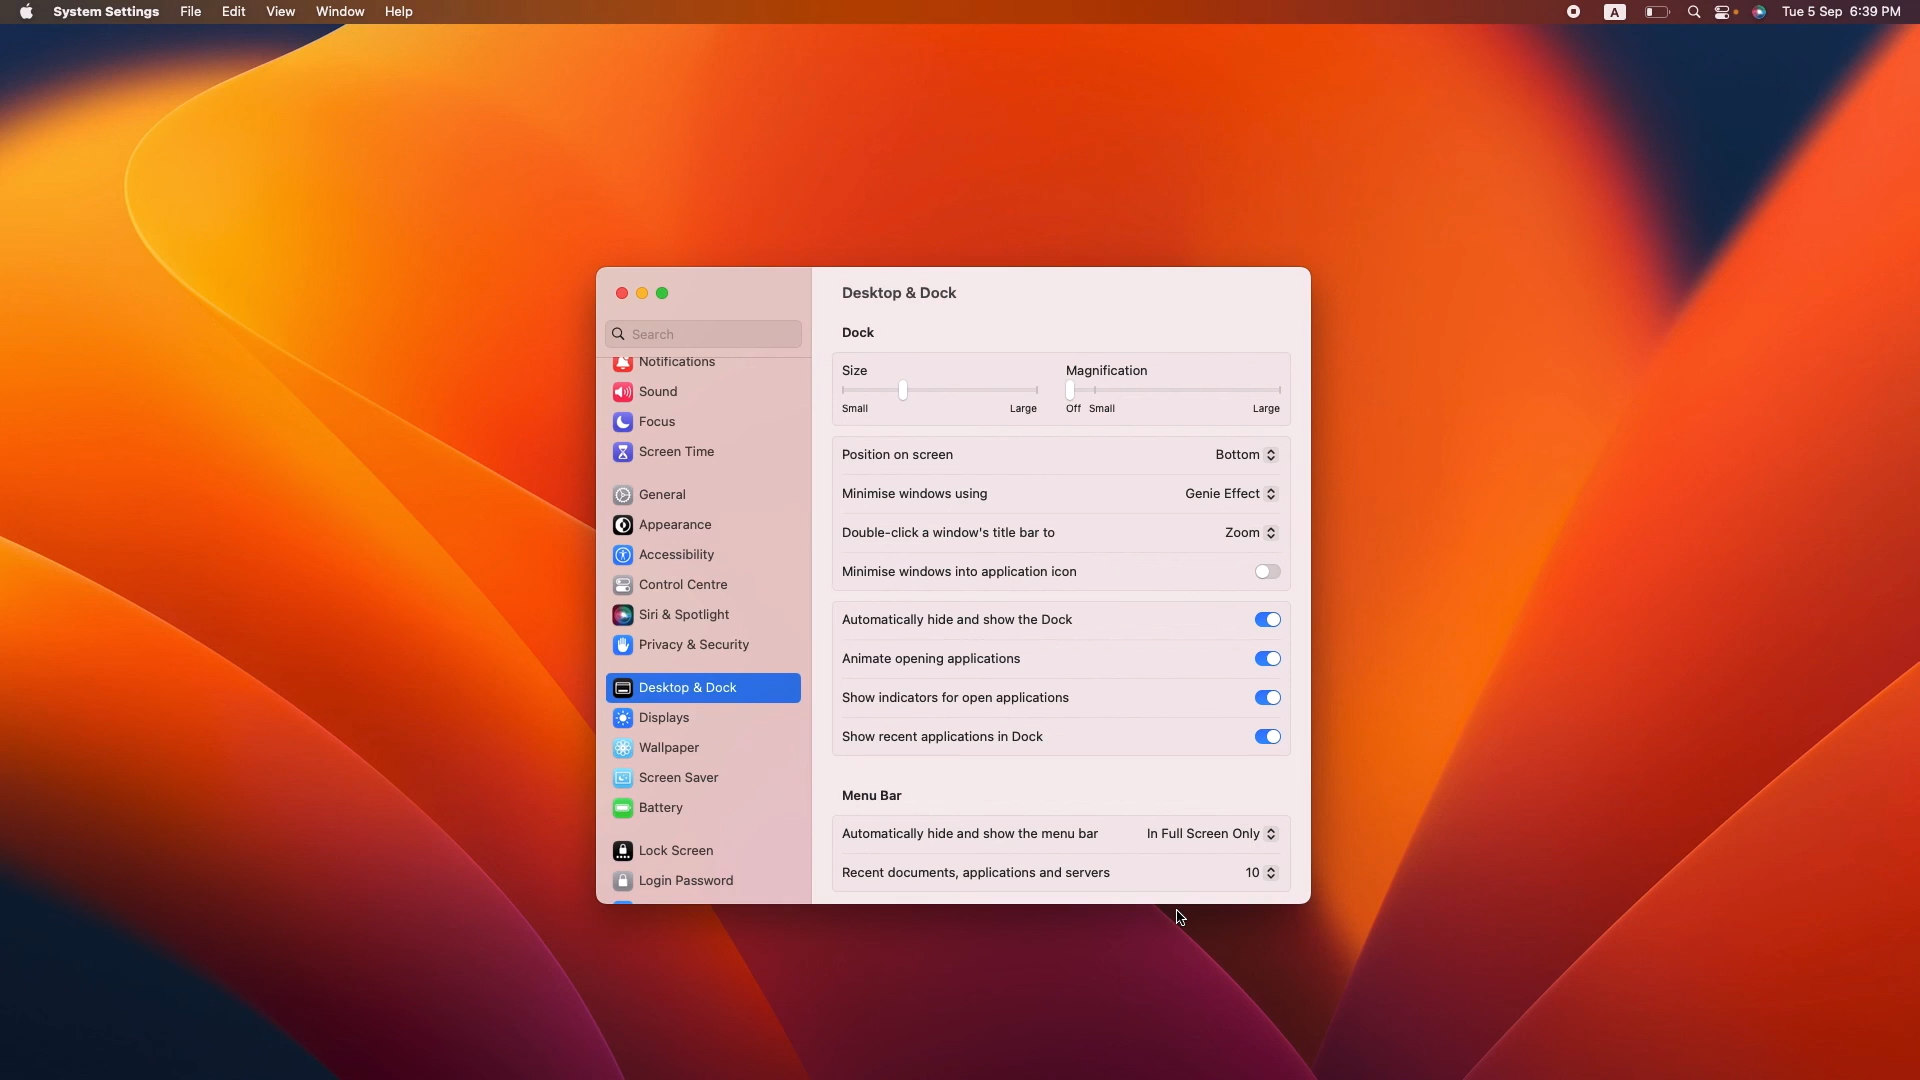 System Settings File Edit View Window Help A Tue 5 Sep 6:39 PM
Search
Notifications
Sound
Focus
Screen Time
General
Appearance
Accessibility
Control Centre
Siri & Spotlight
Privacy & Security
Desktop & Dock
Displays
Wallpaper
Screen Saver
Battery
Lock Screen
Login Password
Desktop & Dock
Dock
Size Magnification
Small Large Off Small Large
Position on screen Bottom
Minimise windows using Genie Effect
Double-click a window's title bar to Zoom
Minimise windows into application icon
Automatically hide and show the Dock
Animate opening applications
Show indicators for open applications
Show recent applications in Dock
Menu Bar
Automatically hide and show the menu bar In Full Screen Only
Recent documents, applications and servers 10